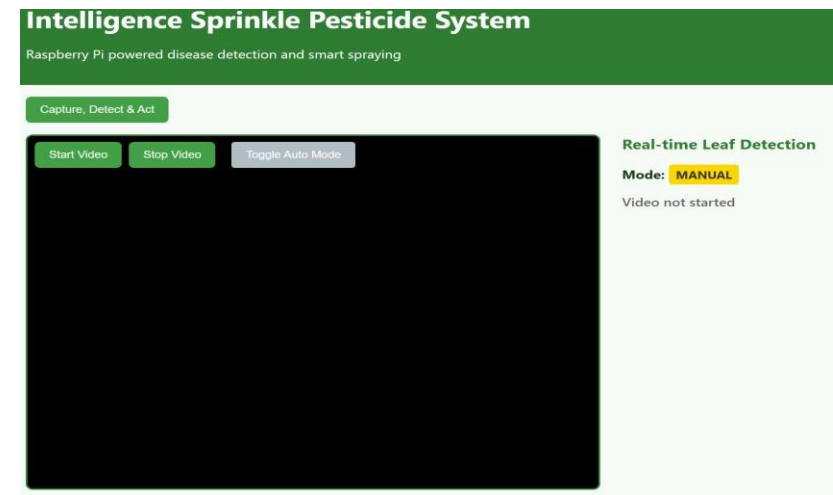 Intelligence Sprinkle Pesticide System
Raspberry Pi powered disease detection and smart spraying
Capture, Detect & Act
Start Video Stop Video Toggle Auto Mode
Real-time Leaf Detection
Mode: MANUAL
Video not started